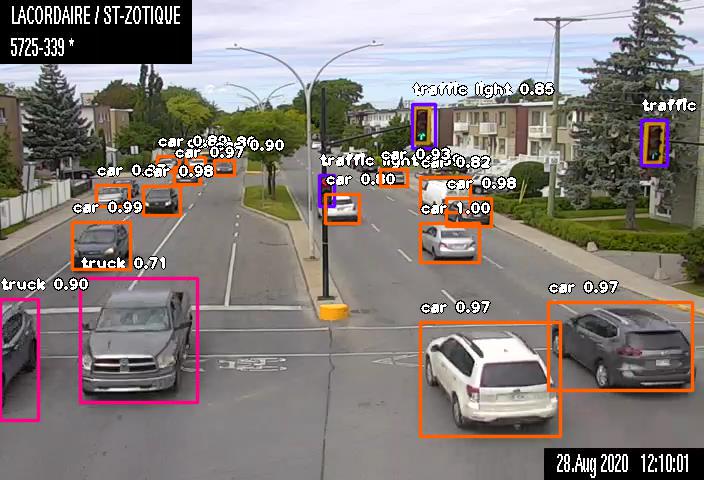 LACORDAIRE / ST-ZOTIQUE
5725-339 *
traffic light 0.85
traffic
car 0.90
car 0.97
car 0.98
car 0.93
0.82
car 0.80
car 0.98
car 0.99
car 1.00
truck 0.71
truck 0.90
car 0.97
car 0.97
28.Aug 2020 12:10:01